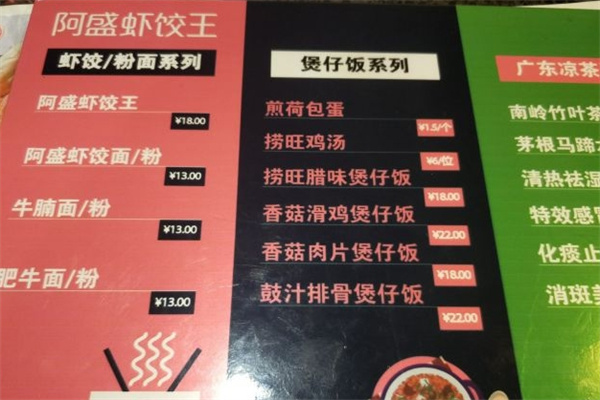 阿盛虾饺王
虾饺/粉面系列
阿盛虾饺王
¥18.00
阿盛虾饺面/粉
¥13.00
牛腩面/粉
¥13.00
肥牛面/粉
¥13.00
煲仔饭系列
煎荷包蛋
¥1.5/个
捞旺鸡汤
¥6/位
捞旺腊味煲仔饭
¥18.00
香菇滑鸡煲仔饭
¥22.00
香菇肉片煲仔饭
¥18.00
鼓汁排骨煲仔饭
¥22.00
广东凉茶
南岭竹叶茶
茅根马蹄
清热祛湿
特效感冒
化痰止
消斑美